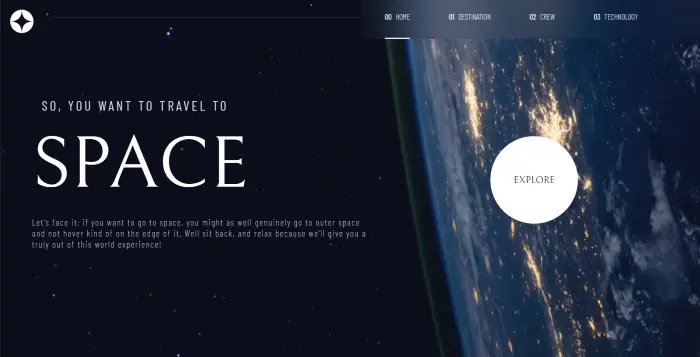 00 HOME 01 DESTINATION 02 CREW 03 TECHNOLOGY
SO, YOU WANT TO TRAVEL TO
SPACE
EXPLORE
Let's face it; if you want to go to space, you might as well genuinely go to outer space
and not hover kind of on the edge of it. Well sit back, and relax because we'll give you a
truly out of this world experience!